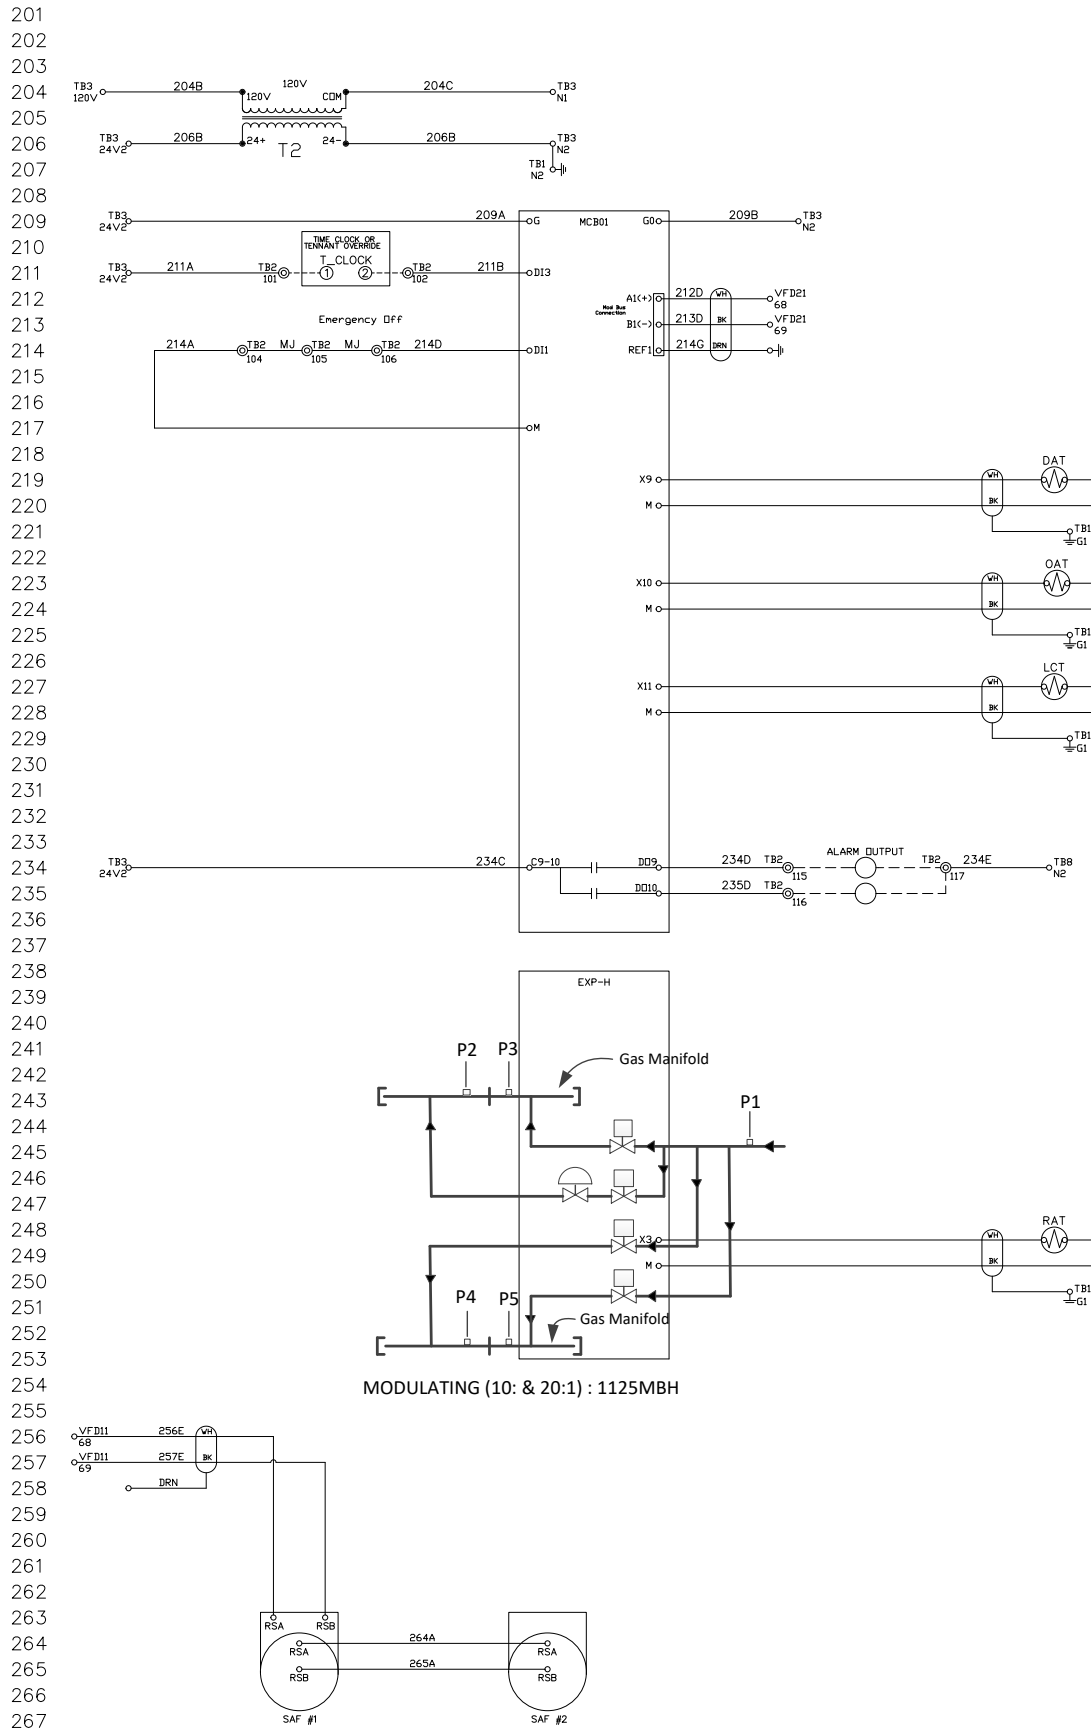 201
202
203
204 TB3 120V 204B 120V 120V COM 204C TB3 N1
205
206 TB3 24V2 206B 24+ T2 24- 206B TB3 N2
207 TB1 N2
208
209 TB3 24V2 209A G MCB01 G0 209B TB3 N2
210 TIME CLOCK OR TENNANT OVERRIDE
T_CLOCK
211 TB3 24V2 211A TB2 101 1 2 TB2 102 211B DI3
212 A1(+) 212D WH VFD21 68
Mod Bus Connection
213 Emergency Off B1(-) 213D BK VFD21 69
214 214A TB2 104 MJ TB2 105 MJ TB2 106 214D DI1 REF1 214G DRN
215
216
217 M
218
DAT
219 X9 WH
220 M BK
221 TB1 G1
222
OAT
223 X10 WH
224 M BK
225 TB1 G1
226
LCT
227 X11 WH
228 M BK
229 TB1 G1
230
231
232
233
ALARM OUTPUT
234 TB3 24V2 234C C9-10 DO9 234D TB2 115 TB2 117 234E TB8 N2
235 DO10 235D TB2 116
236
237
238 EXP-H
239
240
241 P2 P3 Gas Manifold
242
243 P1
244
245
246
247
248 X3 WH RAT
249 M BK
250
251 P4 P5 TB1 G1
252 Gas Manifold
253
254 MODULATING (10: & 20:1) : 1125MBH
255
256 VFD11 68 256E WH
257 VFD11 69 257E BK
258 DRN
259
260
261
262
263 RSA RSB
264 RSA 264A RSA
265 RSB 265A RSB
266
267 SAF #1 SAF #2